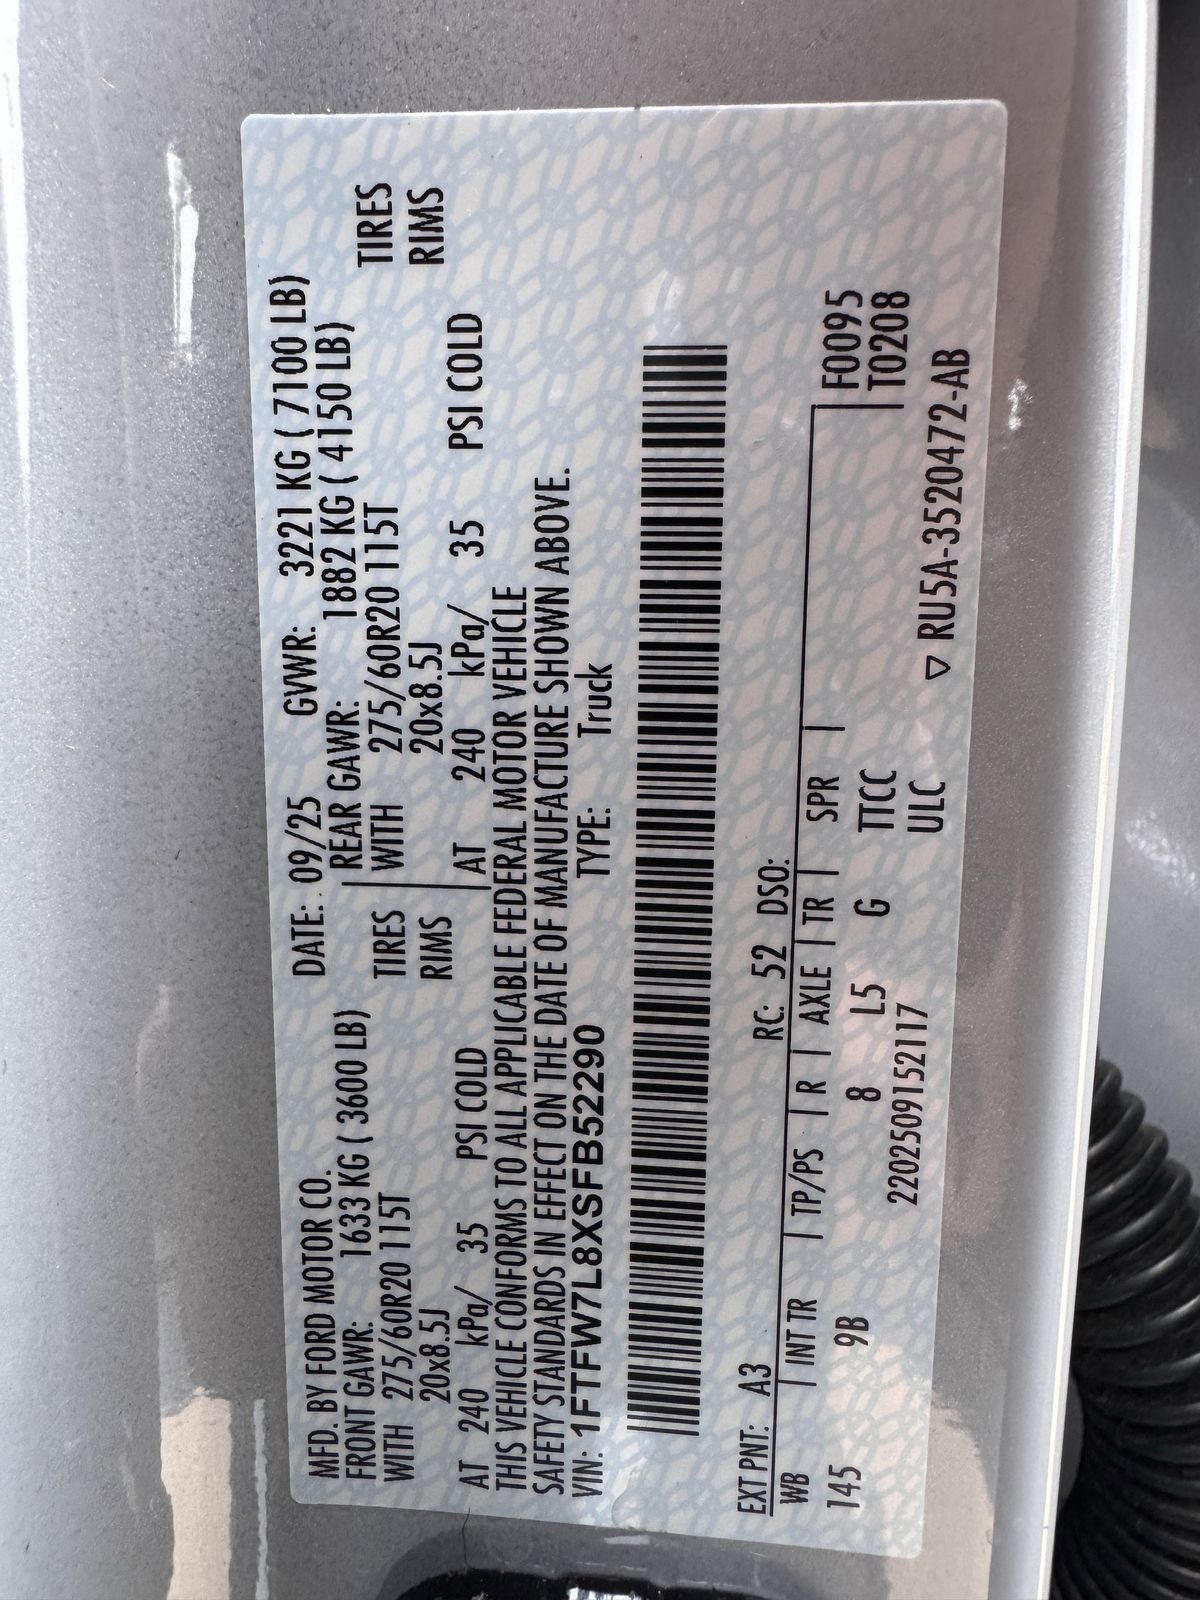 MFD. BY FORD MOTOR CO. DATE: 09/25 GVWR: 3221 KG ( 7100 LB)
FRONT GAWR: 1633 KG ( 3600 LB) REAR GAWR: 1882 KG ( 4150 LB)
WITH 275/60R20 115T TIRES WITH 275/60R20 115T TIRES
20x8.5J RIMS 20x8.5J RIMS
AT 240 kPa/ 35 PSI COLD AT 240 kPa/ 35 PSI COLD
THIS VEHICLE CONFORMS TO ALL APPLICABLE FEDERAL MOTOR VEHICLE
SAFETY STANDARDS IN EFFECT ON THE DATE OF MANUFACTURE SHOWN ABOVE.
VIN: 1FTFW7L8XSFB52290 TYPE: Truck
EXT PNT: A3 RC: 52 DSO:
WB | INT TR | TP/PS | R | AXLE | TR | SPR | F0095
145 9B 8 L5 G TTCC T0208
2202509152117 ULC ▽ RU5A-3520472-AB